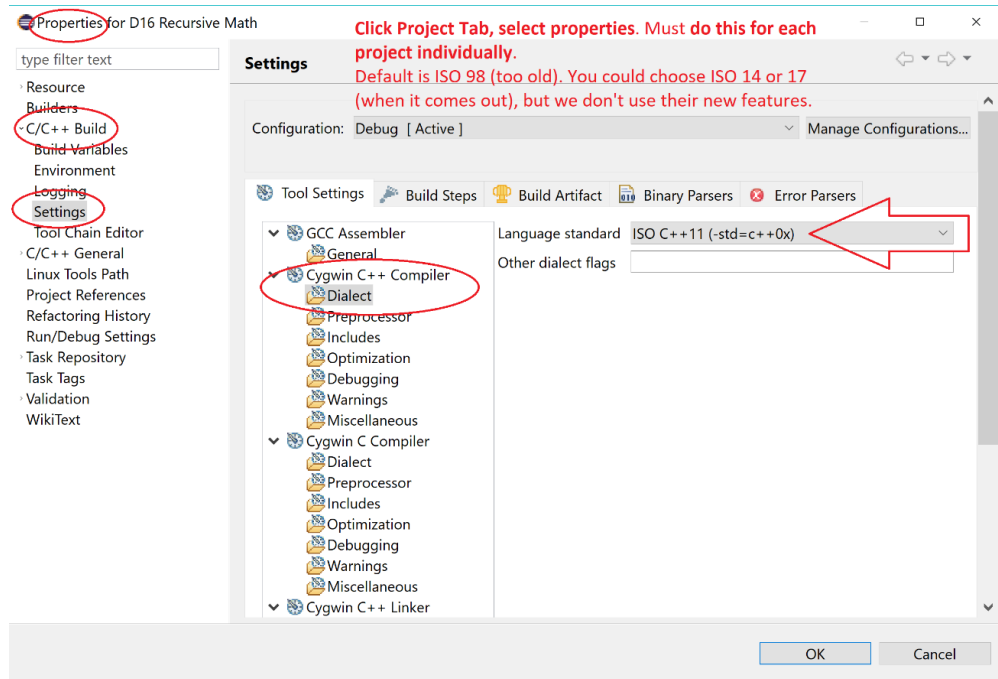 Properties for D16 Recursive Math
Click Project Tab, select properties. Must do this for each
project individually.
Default is ISO 98 (too old). You could choose ISO 14 or 17
(when it comes out), but we don't use their new features.
type filter text
Resource
Builders
C/C++ Build
Build Variables
Environment
Logging
Settings
Tool Chain Editor
C/C++ General
Linux Tools Path
Project References
Refactoring History
Run/Debug Settings
Task Repository
Task Tags
Validation
WikiText
Settings
Configuration: Debug [ Active ]
Manage Configurations...
Tool Settings
Build Steps
Build Artifact
Binary Parsers
Error Parsers
GCC Assembler
General
Cygwin C++ Compiler
Dialect
Preprocessor
Includes
Optimization
Debugging
Warnings
Miscellaneous
Cygwin C Compiler
Dialect
Preprocessor
Includes
Optimization
Debugging
Warnings
Miscellaneous
Cygwin C++ Linker
Language standard ISO C++11 (-std=c++0x)
Other dialect flags
OK
Cancel